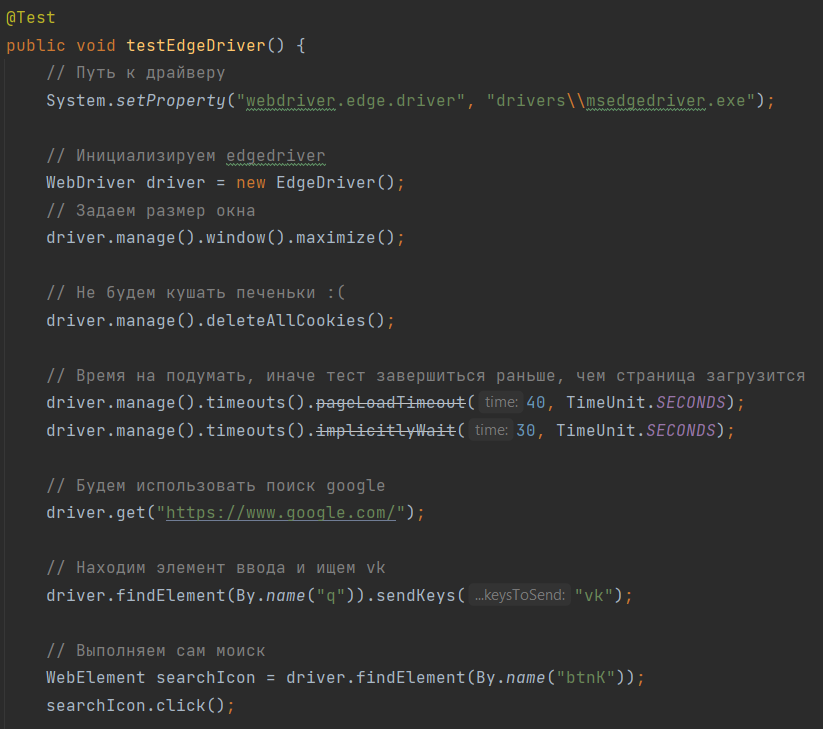 @Test
public void testEdgeDriver() {
// Путь к драйверу
System.setProperty("webdriver.edge.driver", "drivers\\msedgedriver.exe");
// Инициализируем edgedriver
WebDriver driver = new EdgeDriver();
// Задаем размер окна
driver.manage().window().maximize();
// Не будем кушать печеньки :(
driver.manage().deleteAllCookies();
// Время на подумать, иначе тест завершиться раньше, чем страница загрузится
driver.manage().timeouts().pageLoadTimeout( time: 40, TimeUnit.SECONDS);
driver.manage().timeouts().implicitlyWait( time: 30, TimeUnit.SECONDS);
// Будем использовать поиск google
driver.get("https://www.google.com/");
// Находим элемент ввода и ищем vk
driver.findElement(By.name("q")).sendKeys( ...keysToSend: "vk");
// Выполняем сам моиск
WebElement searchIcon = driver.findElement(By.name("btnK"));
searchIcon.click();